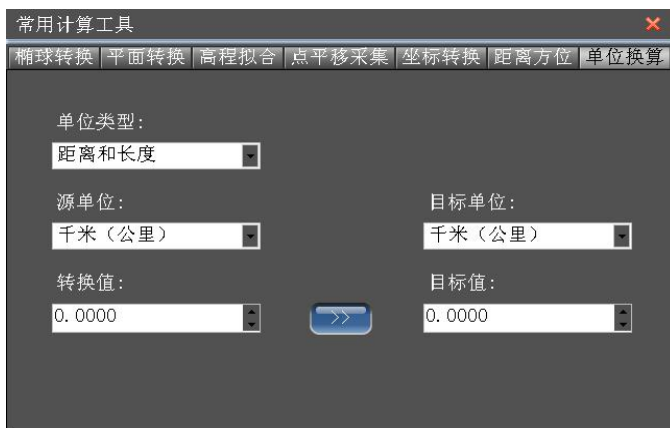 常用计算工具
椭球转换 平面转换 高程拟合 点平移采集 坐标转换 距离方位 单位换算
单位类型:
距离和长度
源单位: 目标单位:
千米（公里） 千米（公里）
转换值: 目标值:
0.0000 >> 0.0000